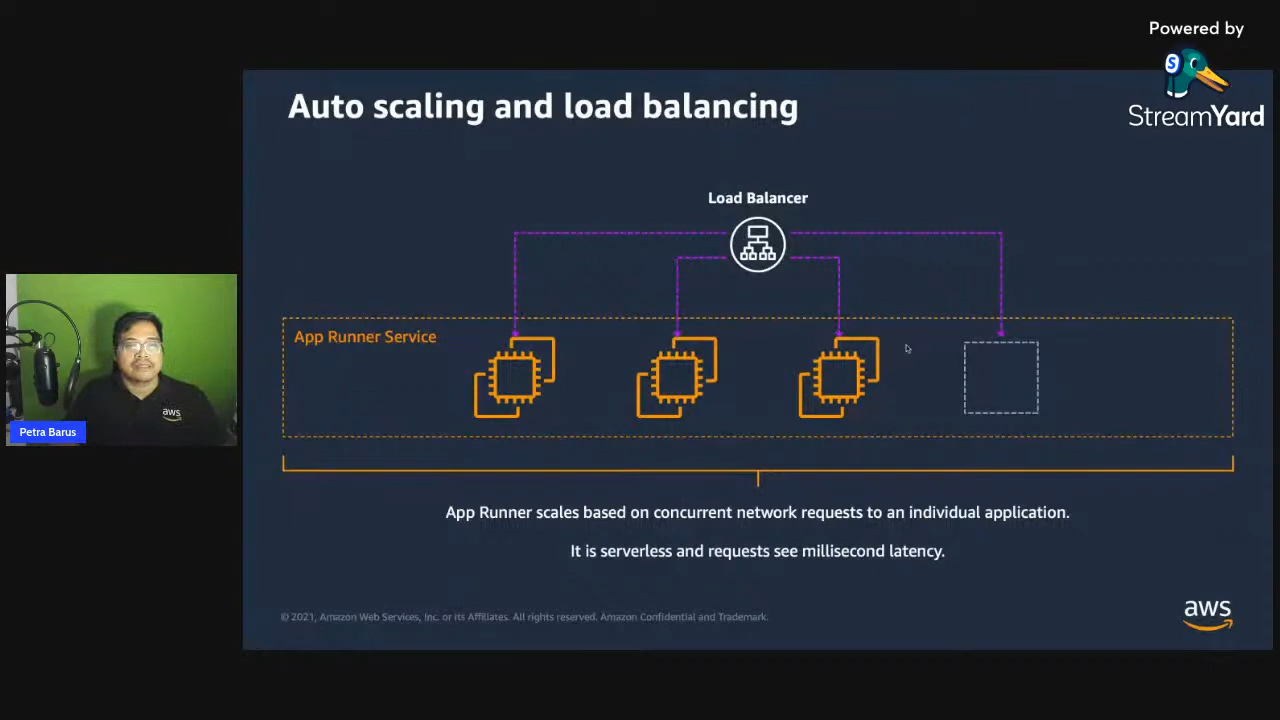 Powered by
S
StreamYard
Auto scaling and load balancing
Load Balancer
App Runner Service
aws
Petra Barus
App Runner scales based on concurrent network requests to an individual application.
It is serverless and requests see millisecond latency.
© 2021, Amazon Web Services, Inc. or its Affiliates. All rights reserved. Amazon Confidential and Trademark.
aws